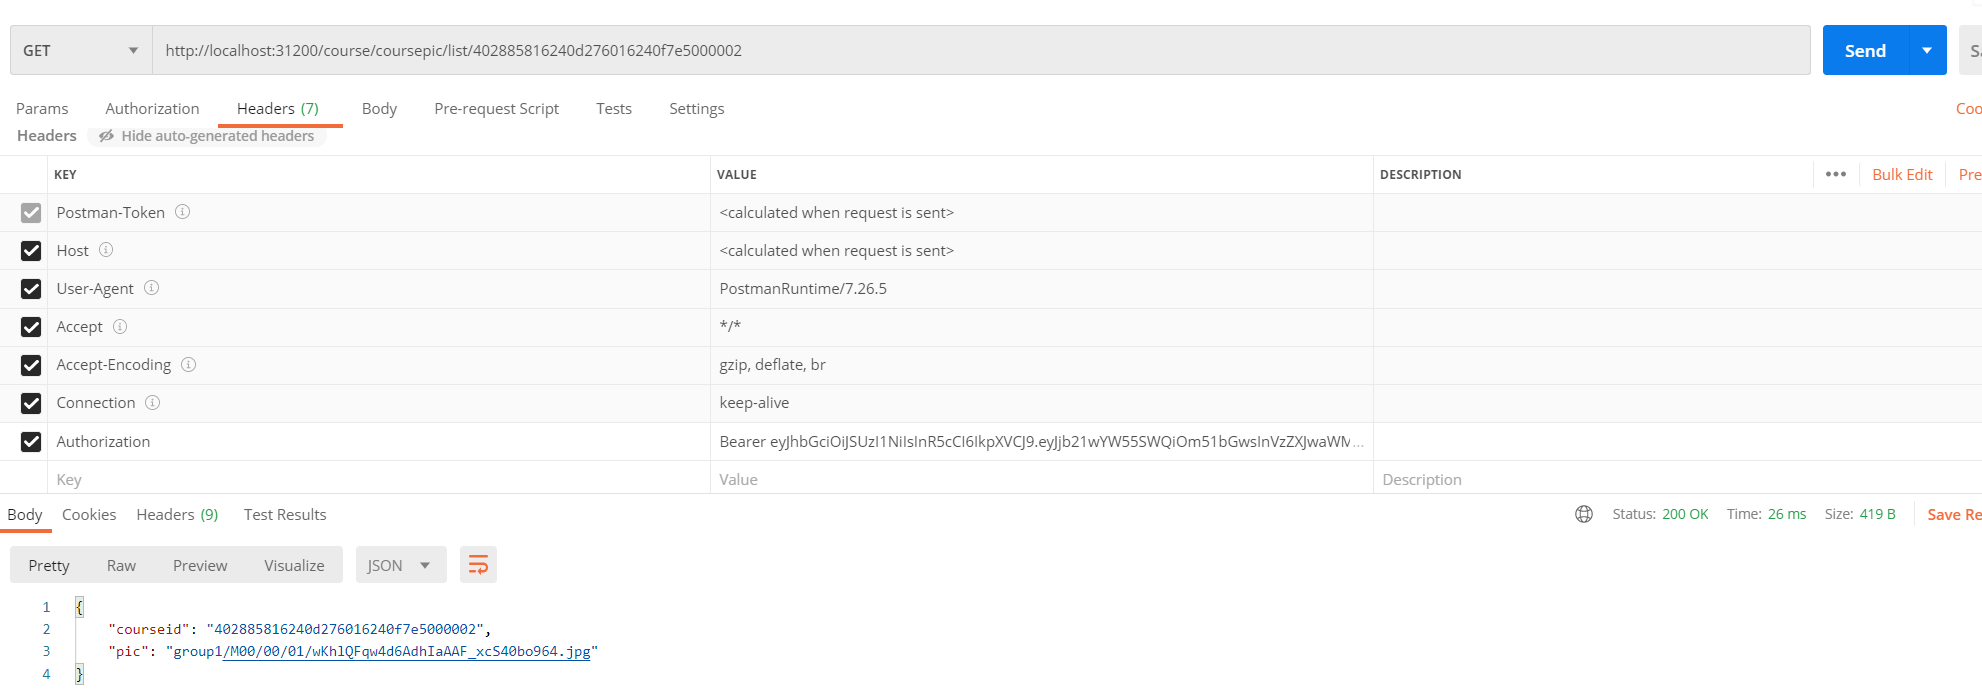 GET http://localhost:31200/course/coursepic/list/402885816240d276016240f7e5000002 Send Sa
Params Authorization Headers (7) Body Pre-request Script Tests Settings Coo
Headers Hide auto-generated headers
KEY VALUE DESCRIPTION ••• Bulk Edit Pre
Postman-Token <calculated when request is sent>
Host <calculated when request is sent>
User-Agent PostmanRuntime/7.26.5
Accept */*
Accept-Encoding gzip, deflate, br
Connection keep-alive
Authorization Bearer eyJhbGciOiJSUzI1NiIsInR5cCI6IkpXVCJ9.eyJjb21wYW55SWQiOm51bGwsInVzZXJwaWM...
Key Value Description
Body Cookies Headers (9) Test Results Status: 200 OK Time: 26 ms Size: 419 B Save Re
Pretty Raw Preview Visualize JSON
1 {
2 "courseid": "402885816240d276016240f7e5000002",
3 "pic": "group1/M00/00/01/wKhlQFqw4d6AdhIaAAF_xcS40bo964.jpg"
4 }